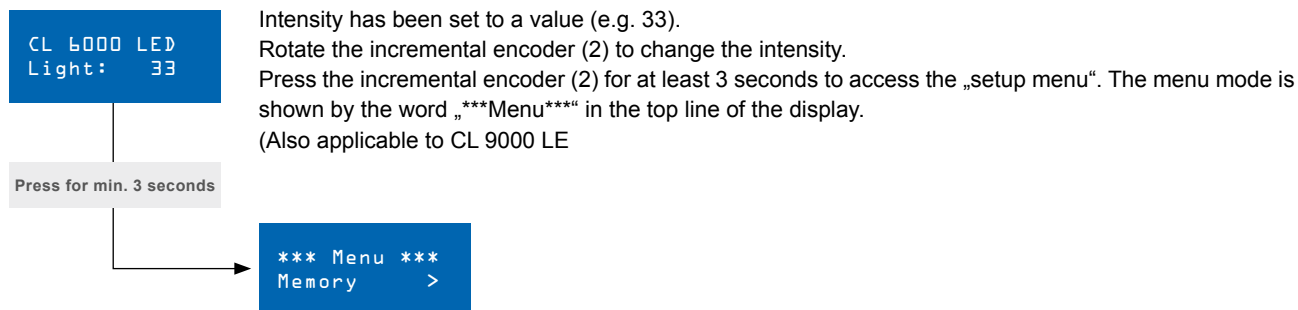 CL 6000 LED
Light: 33
Intensity has been set to a value (e.g. 33).
Rotate the incremental encoder (2) to change the intensity.
Press the incremental encoder (2) for at least 3 seconds to access the „setup menu“. The menu mode is
shown by the word „***Menu***“ in the top line of the display.
(Also applicable to CL 9000 LE
Press for min. 3 seconds
*** Menu ***
Memory >